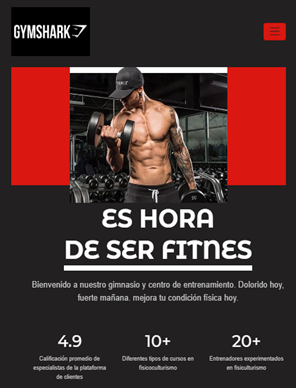 GYMSHARK
ES HORA
DE SER FITNES
Bienvenido a nuestro gimnasio y centro de entrenamiento. Dolorido hoy,
fuerte mañana. mejora tu condición física hoy.
4.9 10+ 20+
Calificación promedio de Diferentes tipos de cursos en Entrenadores experimentados
especialistas de la plataforma fisicoculturismo en fisiculturismo
de clientes